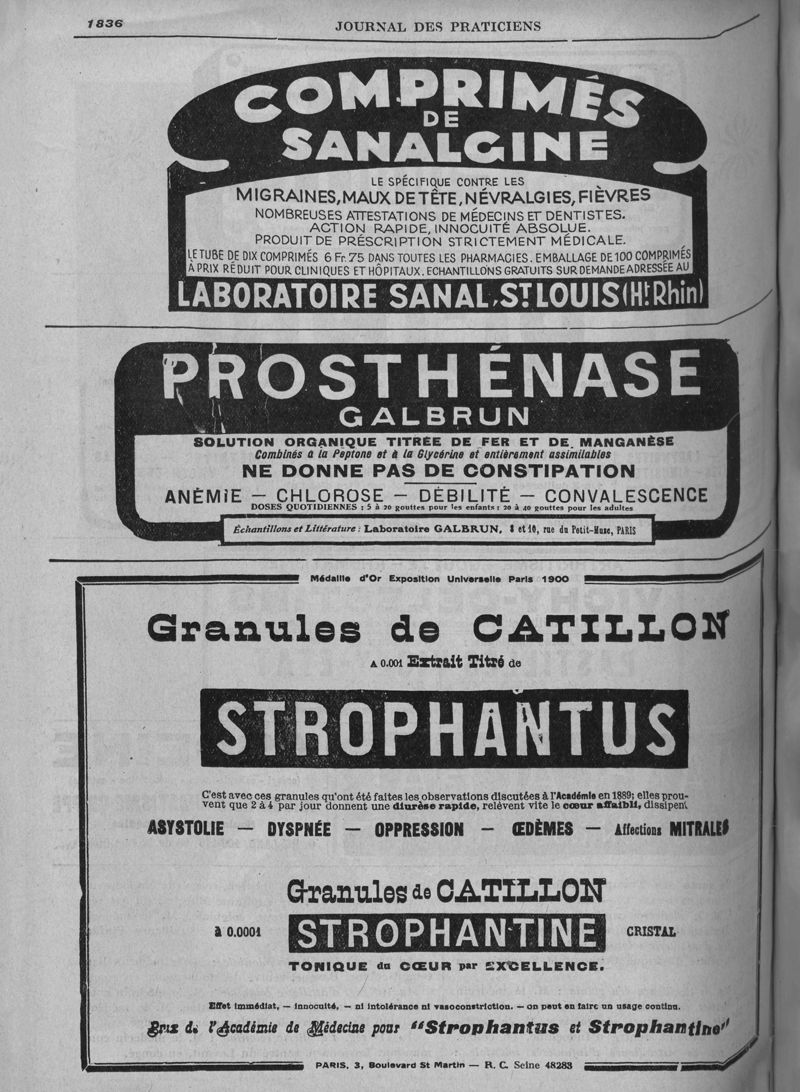 1836
JOURNAL DES PRATICIENS
COMPRIMÉS
DE
SANALGINE
LE SPÉCIFIQUE CONTRE LES
MIGRAINES, MAUX DE TÊTE, NÉVRALGIES, FIÈVRES
NOMBREUSES ATTESTATIONS DE MÉDECINS ET DENTISTES.
ACTION RAPIDE, INNOCUITÉ ABSOLUE.
PRODUIT DE PRÉSCRIPTION STRICTEMENT MÉDICALE.
LE TUBE DE DIX COMPRIMÉS 6 Fr. 75 DANS TOUTES LES PHARMACIES. EMBALLAGE DE 100 COMPRIMÉS
À PRIX RÉDUIT POUR CLINIQUES ET HÔPITAUX. ECHANTILLONS GRATUITS SUR DEMANDE ADRESSÉE AU
LABORATOIRE SANAL, ST LOUIS (Ht Rhin)
PROSTHÉNASE
GALBRUN
SOLUTION ORGANIQUE TITRÉE DE FER ET DE MANGANÈSE
Combinés a la Peptone et à la Glycérine et entièrement assimilables
NE DONNE PAS DE CONSTIPATION
ANÉMIE — CHLOROSE — DÉBILITÉ — CONVALESCENCE
DOSES QUOTIDIENNES : 5 à 20 gouttes pour les enfants : 20 à 40 gouttes pour les adultes
Échantillons et Littérature : Laboratoire GALBRUN, 8 et 10, rue du Petit-Musc, PARIS
Médaille d'Or Exposition Universelle Paris 1900
Granules de CATILLON
A 0.001 Extrait Titré de
STROPHANTUS
C'est avec ces granules qu'ont été faites les observations discutées à l'Académie en 1889; elles prou-
vent que 2 à 4 par jour donnent une diurèse rapide, relèvent vite le cœur affaibli, dissipent
ASYSTOLIE — DYSPNÉE — OPPRESSION — ŒDÈMES — Affections MITRALES
Granules de CATILLON
à 0.0001 STROPHANTINE CRISTAL
TONIQUE du CŒUR par EXCELLENCE.
Effet immédiat, — innocuité, — ni intolérance ni vasoconstriction, — on peut en faire un usage continu.
Prix de l'Académie de Médecine pour "Strophantus et Strophantine"
PARIS, 3, Boulevard St Martin — R. C. Seine 48283